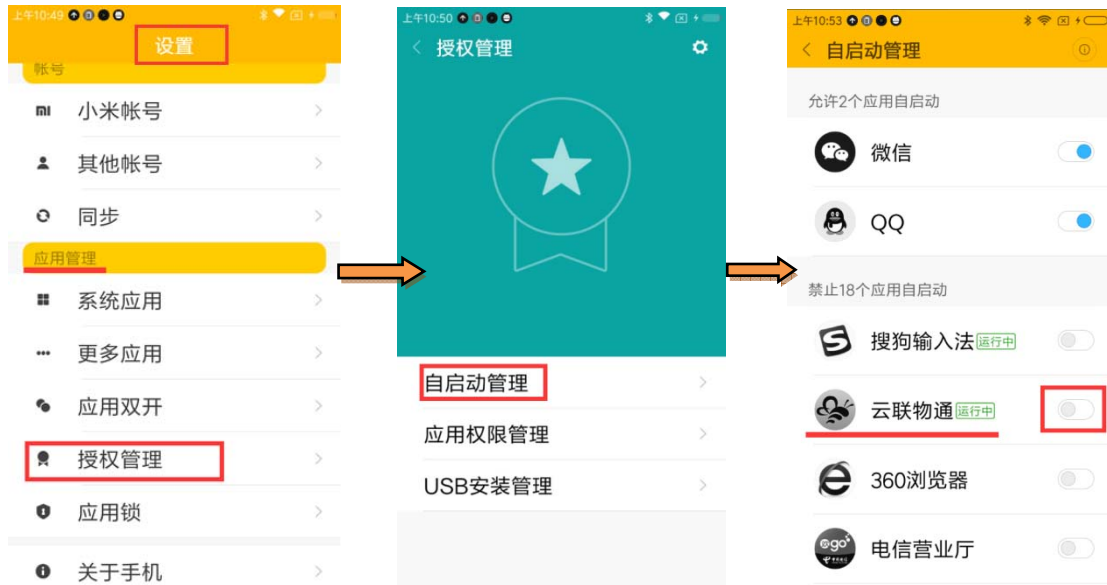 上午10:49
设置
帐号
小米帐号
其他帐号
同步
应用管理
系统应用
更多应用
应用双开
授权管理
应用锁
关于手机
上午10:50
授权管理
自启动管理
应用权限管理
USB安装管理
上午10:53
自启动管理
允许2个应用自启动
微信
QQ
禁止18个应用自启动
搜狗输入法 运行中
云联物通 运行中
360浏览器
电信营业厅